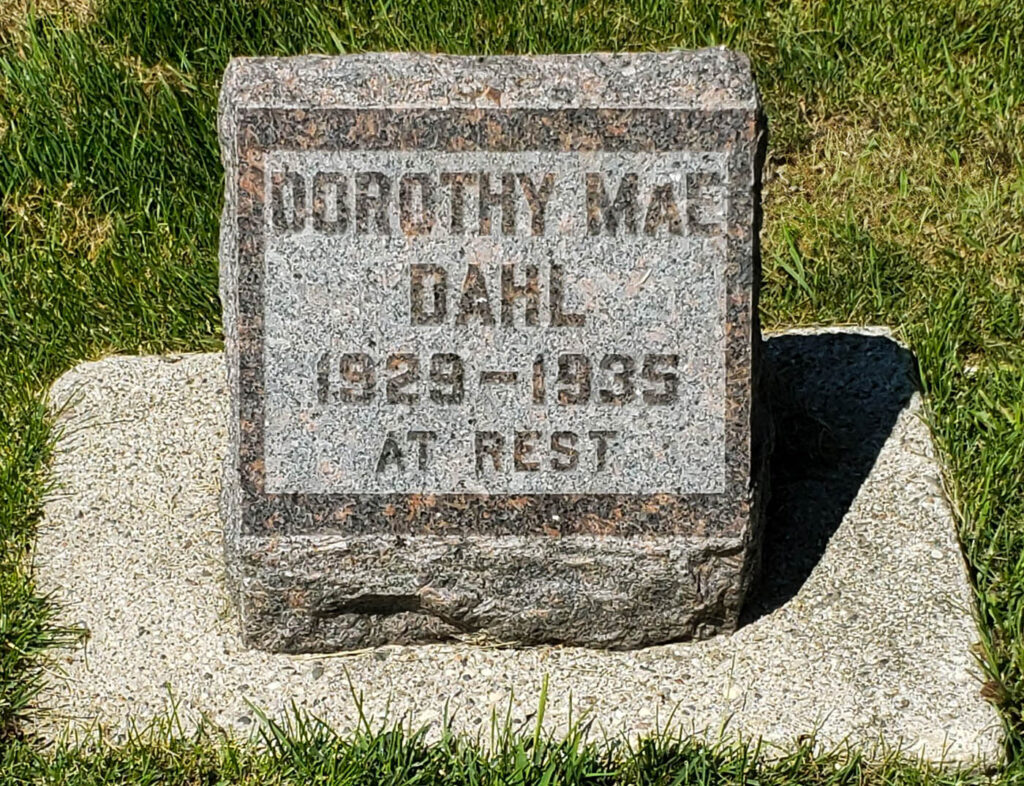 DOROTHY MAE
DAHL
1929-1935
AT REST